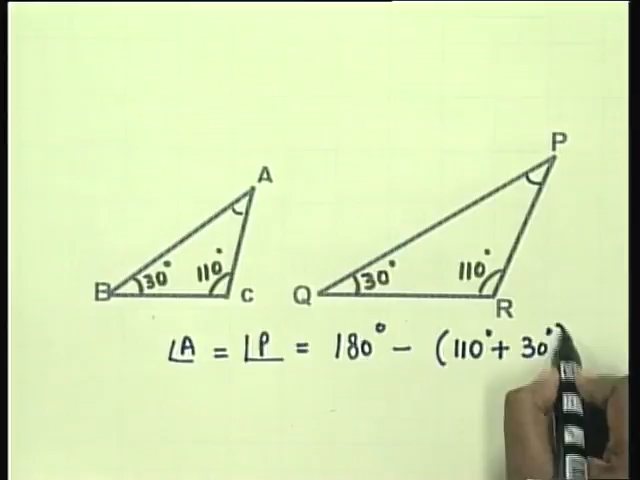 P
A
30° 110°
30° 110°
B C Q R
∠A = ∠P = 180° - (110° + 30°)